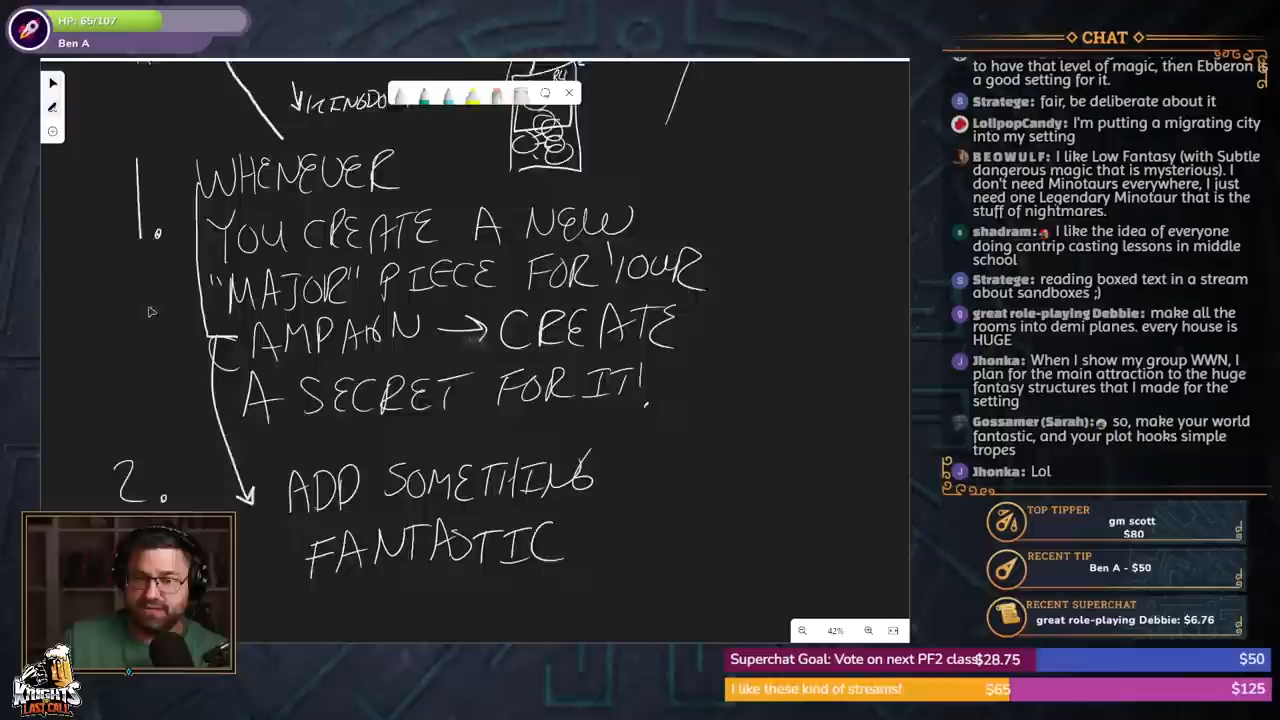 HP: 65/107
Ben A
1.
WHENEVER
YOU CREATE A NEW
"MAJOR" PIECE FOR YOUR
CAMPAIGN → CREATE
A SECRET FOR IT!
2.
ADD SOMETHING
FANTASTIC
42%
KNIGHTS
LAST CALL
CHAT
to have that level of magic, then Eberron is
a good setting for it.
Stratege: fair, be deliberate about it
LollpopCandy: I'm putting a migrating city
into my setting
BEOWULF: I like Low Fantasy (with Subtle
dangerous magic that is mysterious). I
don't need Minotaurs everywhere, I just
need one Legendary Minotaur that is the
stuff of nightmares.
shadram: I like the idea of everyone
doing cantrip casting lessons in middle
school
Stratege: reading boxed text in a stream
about sandboxes ;)
great role-playing Debbie: make all the
rooms into demi planes. every house is
HUGE
Jhonka: When I show my group WWN, I
plan for the main attraction to the huge
fantasy structures that I made for the
setting
Gossamer (Sarah): so, make your world
fantastic, and your plot hooks simple
tropes
Jhonka: Lol
TOP TIPPER
gm scott
$80
RECENT TIP
Ben A - $50
RECENT SUPERCHAT
great role-playing Debbie: $6.76
Superchat Goal: Vote on next PF2 class $28.75 $50
I like these kind of streams! $65 $125